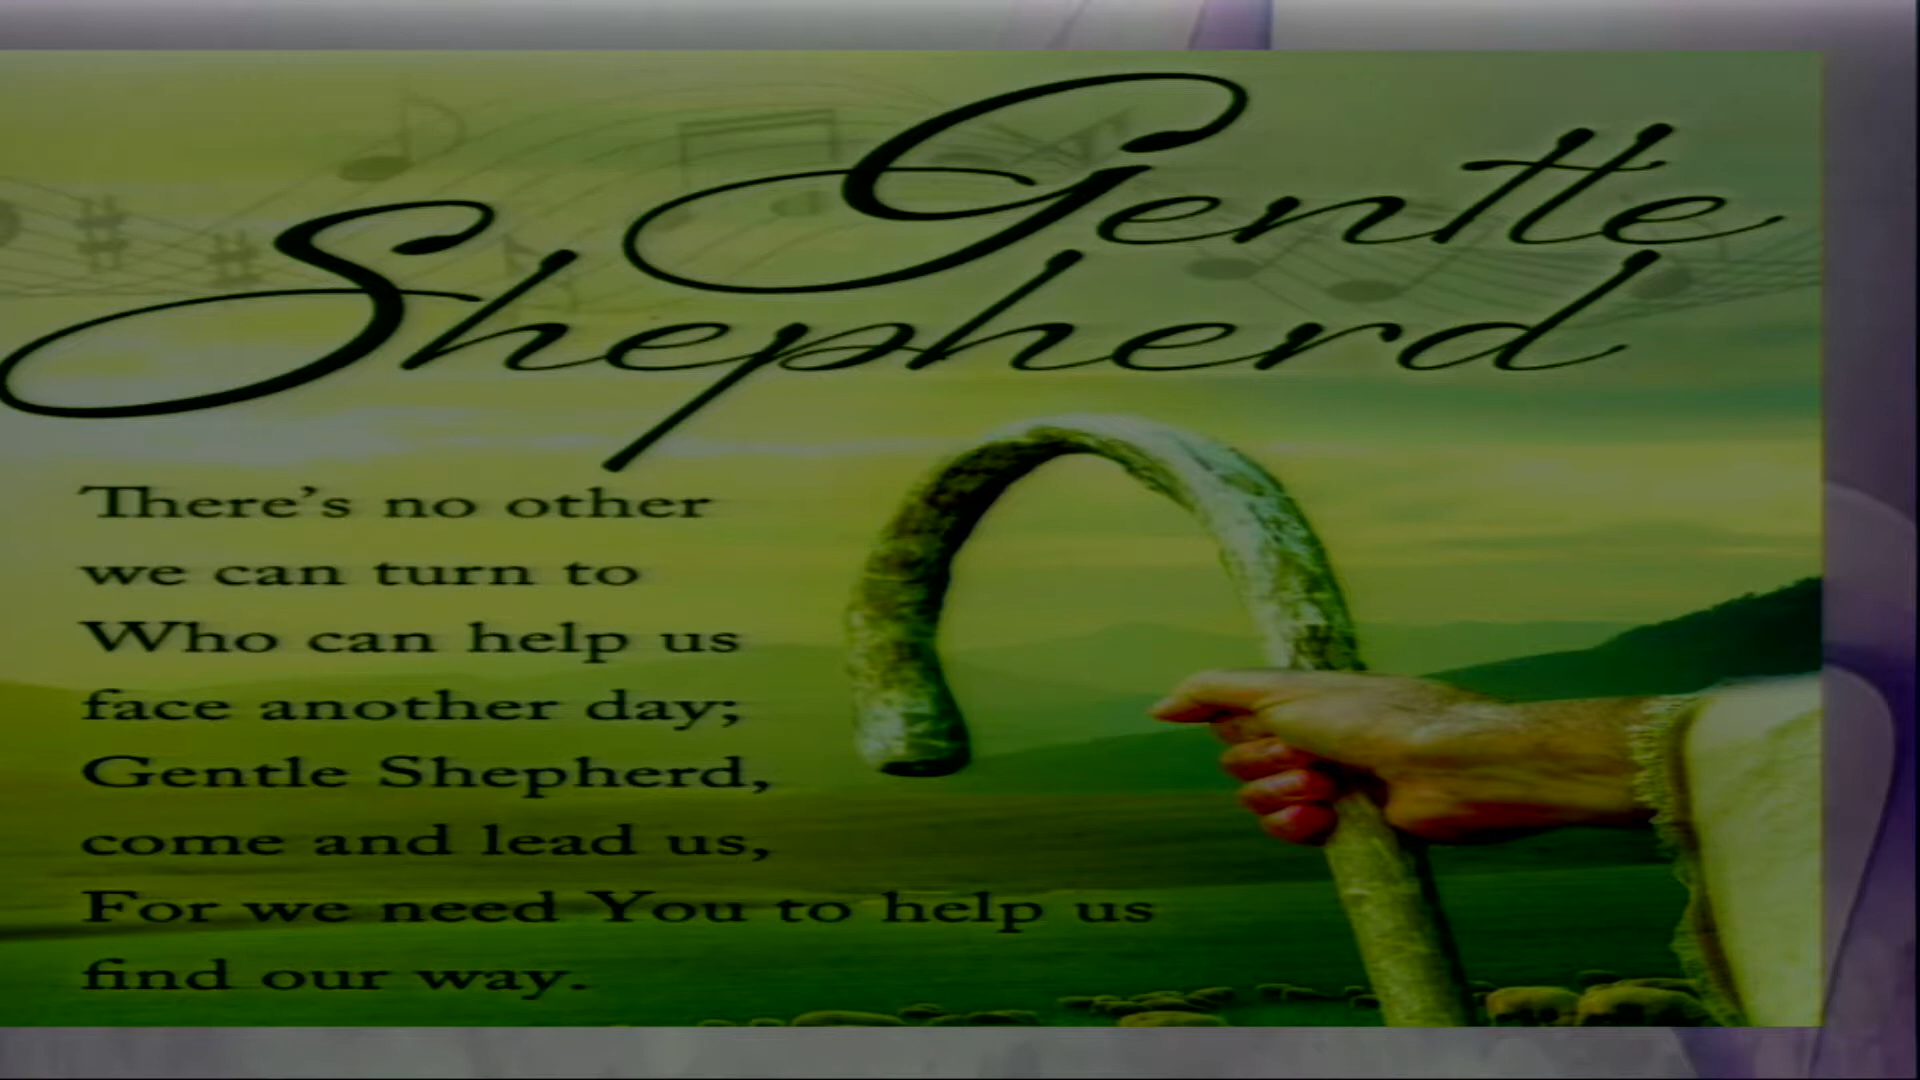 Gentle
Shepherd
There's no other
we can turn to
Who can help us
face another day;
Gentle Shepherd,
come and lead us,
For we need You to help us
find our way.